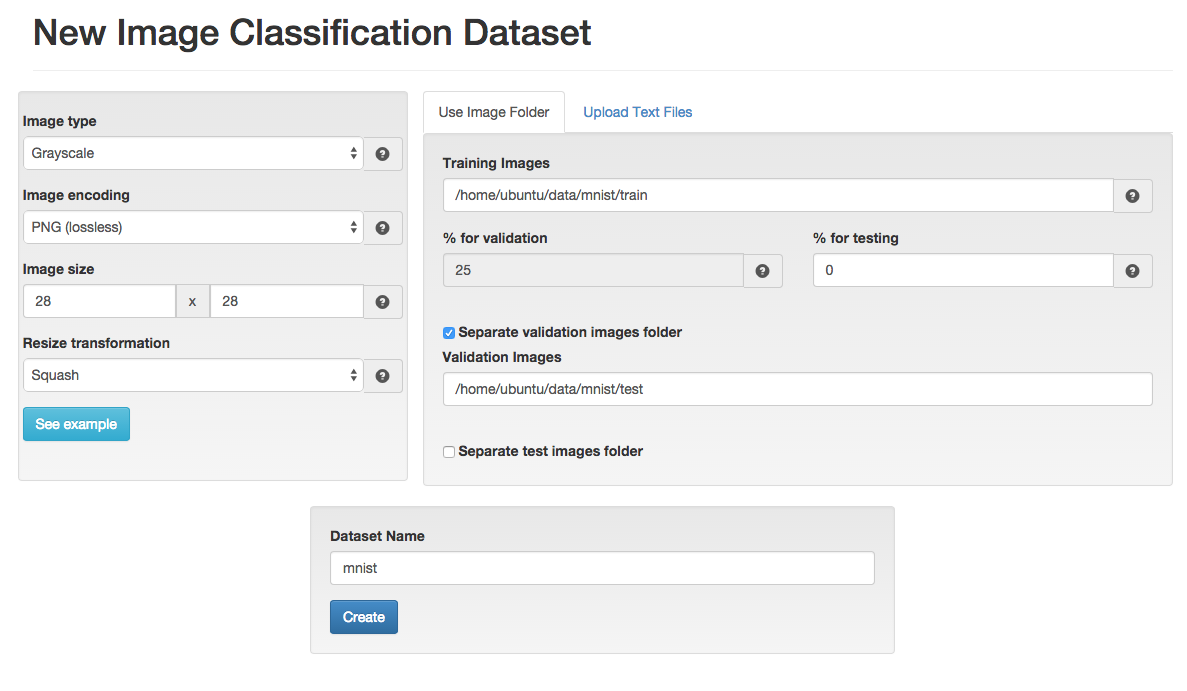 New Image Classification Dataset
Image type
Grayscale
Image encoding
PNG (lossless)
Image size
28 x 28
Resize transformation
Squash
See example
Use Image Folder Upload Text Files
Training Images
/home/ubuntu/data/mnist/train
% for validation % for testing
25 0
Separate validation images folder
Validation Images
/home/ubuntu/data/mnist/test
Separate test images folder
Dataset Name
mnist
Create